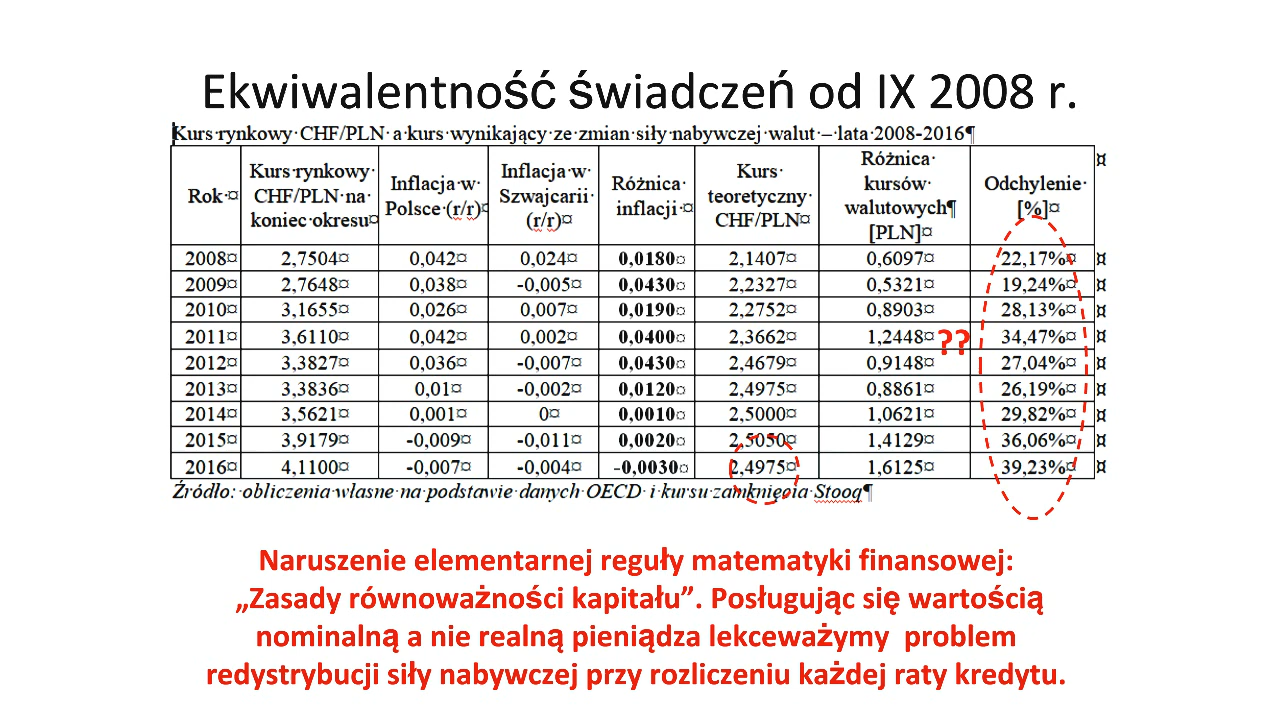 Ekwiwalentność świadczeń od IX 2008 r.
Kurs·rynkowy·CHF/PLN·a·kurs·wynikający·ze·zmian·siły·nabywczej·walut·–·lata·2008-2016¶
Rok·¤ Kurs·rynkowy· CHF/PLN·na· koniec·okresu¤ Inflacja·w· Polsce·(r/r)¤ Inflacja·w· Szwajcarii· (r/r)¤ Różnica· inflacji·¤ Kurs· teoretyczny· CHF/PLN¤ Różnica· kursów· walutowych¶ [PLN]¤ Odchylenie· [%]¤ ¤
2008¤ 2,7504¤ 0,042¤ 0,024¤ 0,0180¤ 2,1407¤ 0,6097¤ 22,17%¤ ¤
2009¤ 2,7648¤ 0,038¤ -0,005¤ 0,0430¤ 2,2327¤ 0,5321¤ 19,24%¤ ¤
2010¤ 3,1655¤ 0,026¤ 0,007¤ 0,0190¤ 2,2752¤ 0,8903¤ 28,13%¤ ¤
2011¤ 3,6110¤ 0,042¤ 0,002¤ 0,0400¤ 2,3662¤ 1,2448¤ ?? 34,47%¤ ¤
2012¤ 3,3827¤ 0,036¤ -0,007¤ 0,0430¤ 2,4679¤ 0,9148¤ 27,04%¤ ¤
2013¤ 3,3836¤ 0,01¤ -0,002¤ 0,0120¤ 2,4975¤ 0,8861¤ 26,19%¤ ¤
2014¤ 3,5621¤ 0,001¤ 0¤ 0,0010¤ 2,5000¤ 1,0621¤ 29,82%¤ ¤
2015¤ 3,9179¤ -0,009¤ -0,011¤ 0,0020¤ 2,5050¤ 1,4129¤ 36,06%¤ ¤
2016¤ 4,1100¤ -0,007¤ -0,004¤ -0,0030¤ 2,4975¤ 1,6125¤ 39,23%¤ ¤
Źródło:·obliczenia·własne·na·podstawie·danych·OECD·i·kursu·zamknięcia·Stooq¶
Naruszenie elementarnej reguły matematyki finansowej:
„Zasady równoważności kapitału”. Posługując się wartością
nominalną a nie realną pieniądza lekceważymy problem
redystrybucji siły nabywczej przy rozliczeniu każdej raty kredytu.